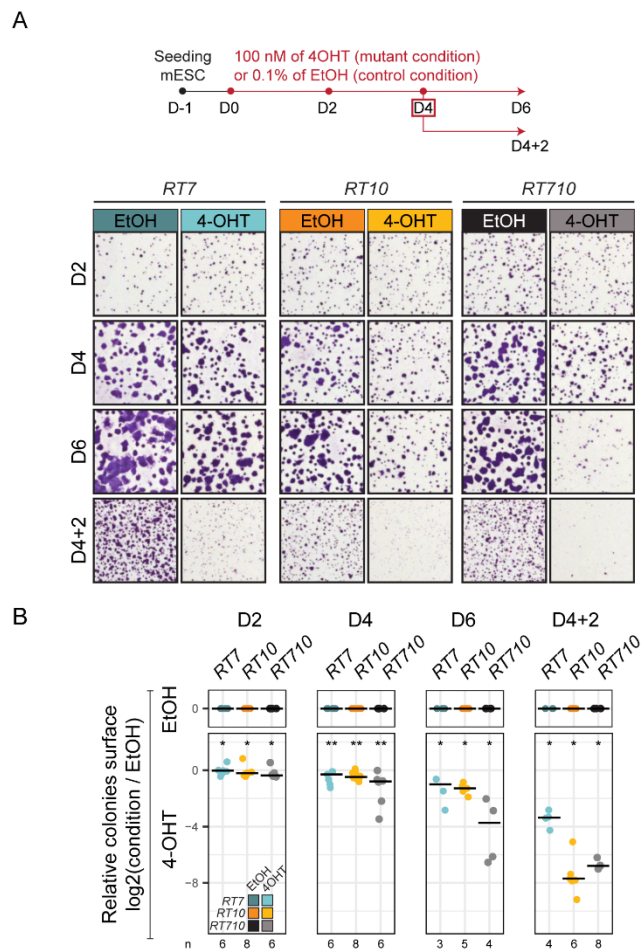 A
Seeding
mESC
100 nM of 4OHT (mutant condition)
or 0.1% of EtOH (control condition)
D-1 D0 D2 D4 D6
D4+2
RT7 RT10 RT710
EtOH 4-OHT EtOH 4-OHT EtOH 4-OHT
D2
D4
D6
D4+2
B
D2 D4 D6 D4+2
RT7 RT10 RT710 RT7 RT10 RT710 RT7 RT10 RT710 RT7 RT10 RT710
Relative colonies surface
log2(condition / EtOH)
EtOH
0
4-OHT
* * * ** ** ** * * * * * *
0
-4
-8
EtOH 4OHT
RT7
RT10
RT710
n 6 8 6 6 8 6 3 5 4 4 6 8